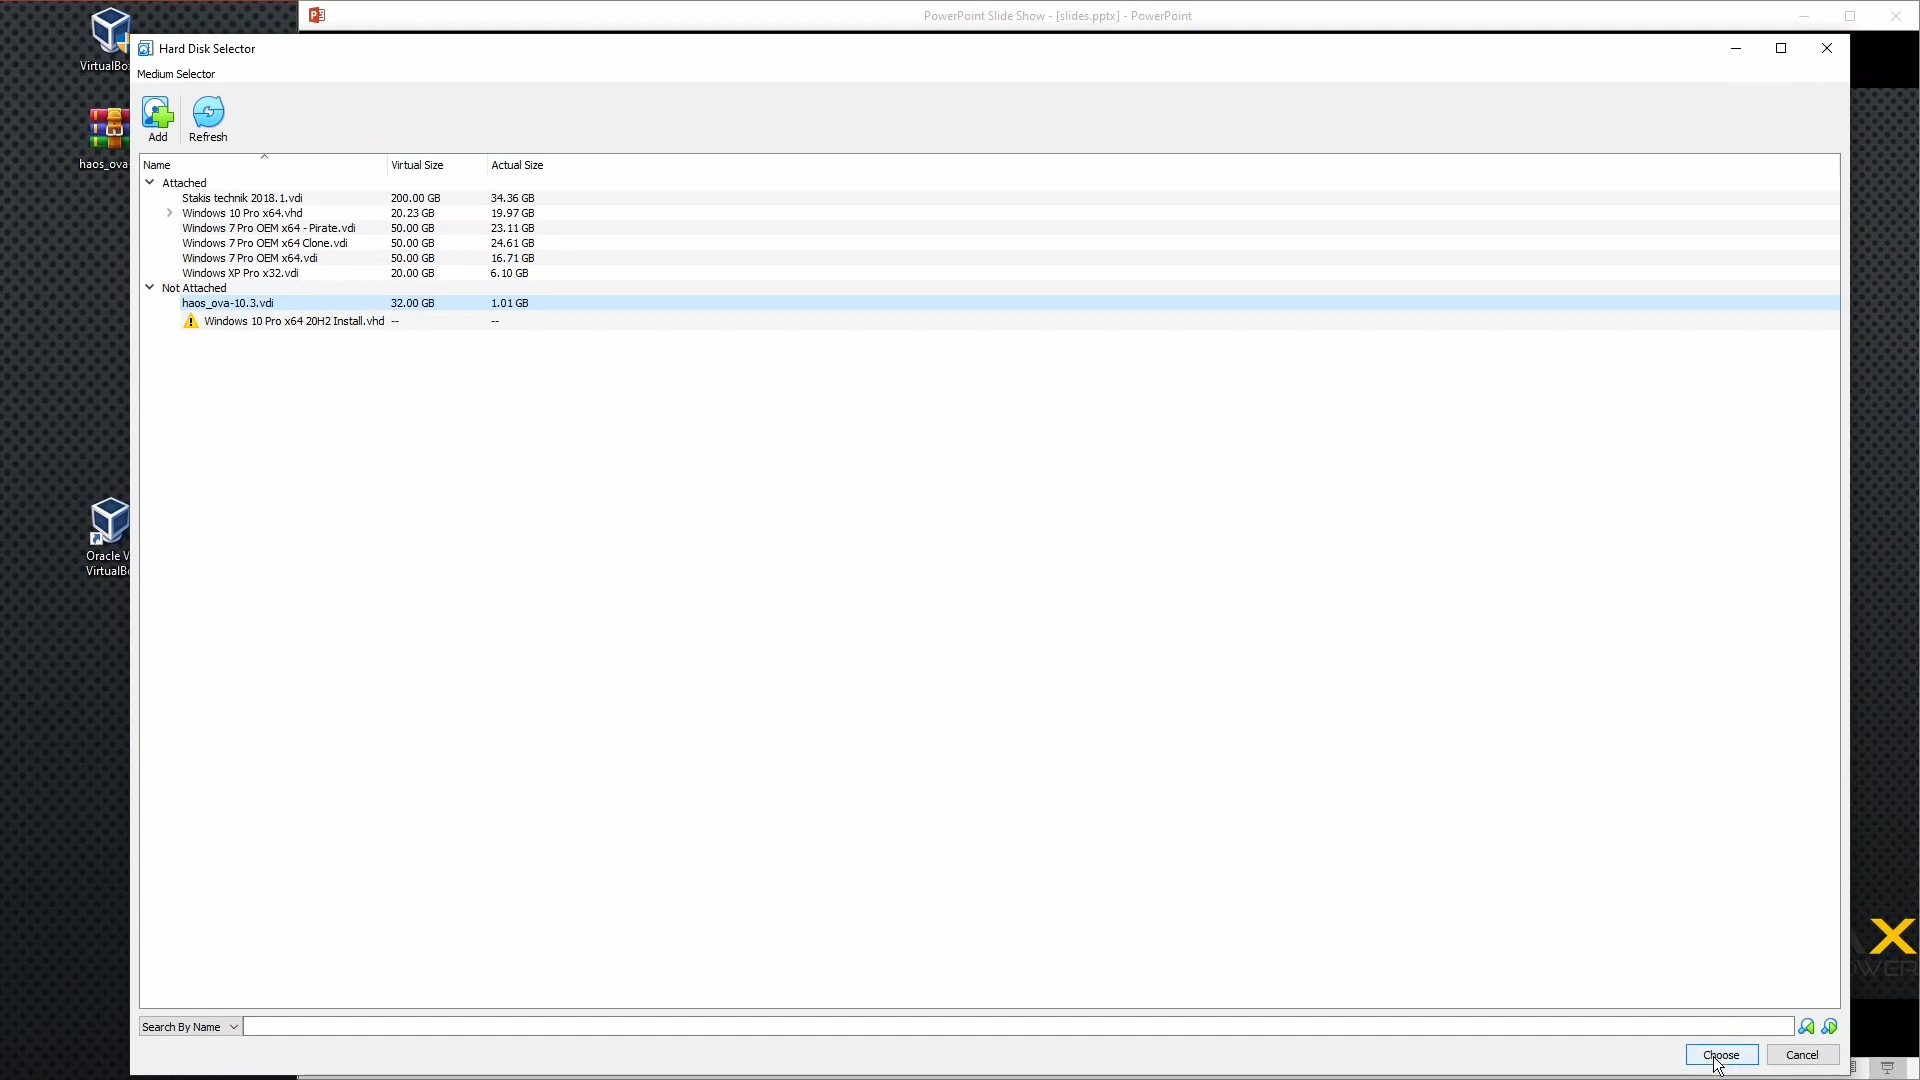 PowerPoint Slide Show - [slides.pptx] - PowerPoint
Hard Disk Selector
Medium Selector
Add Refresh
Name Virtual Size Actual Size
Attached
Stakis technik 2018.1.vdi 200.00 GB 34.36 GB
Windows 10 Pro x64.vhd 20.23 GB 19.97 GB
Windows 7 Pro OEM x64 - Pirate.vdi 50.00 GB 23.11 GB
Windows 7 Pro OEM x64 Clone.vdi 50.00 GB 24.61 GB
Windows 7 Pro OEM x64.vdi 50.00 GB 16.71 GB
Windows XP Pro x32.vdi 20.00 GB 6.10 GB
Not Attached
haos_ova-10.3.vdi 32.00 GB 1.01 GB
Windows 10 Pro x64 20H2 Install.vhd -- --
Search By Name
Choose Cancel
VirtualBo
haos_ova
Oracle V
VirtualBo
X
OWER